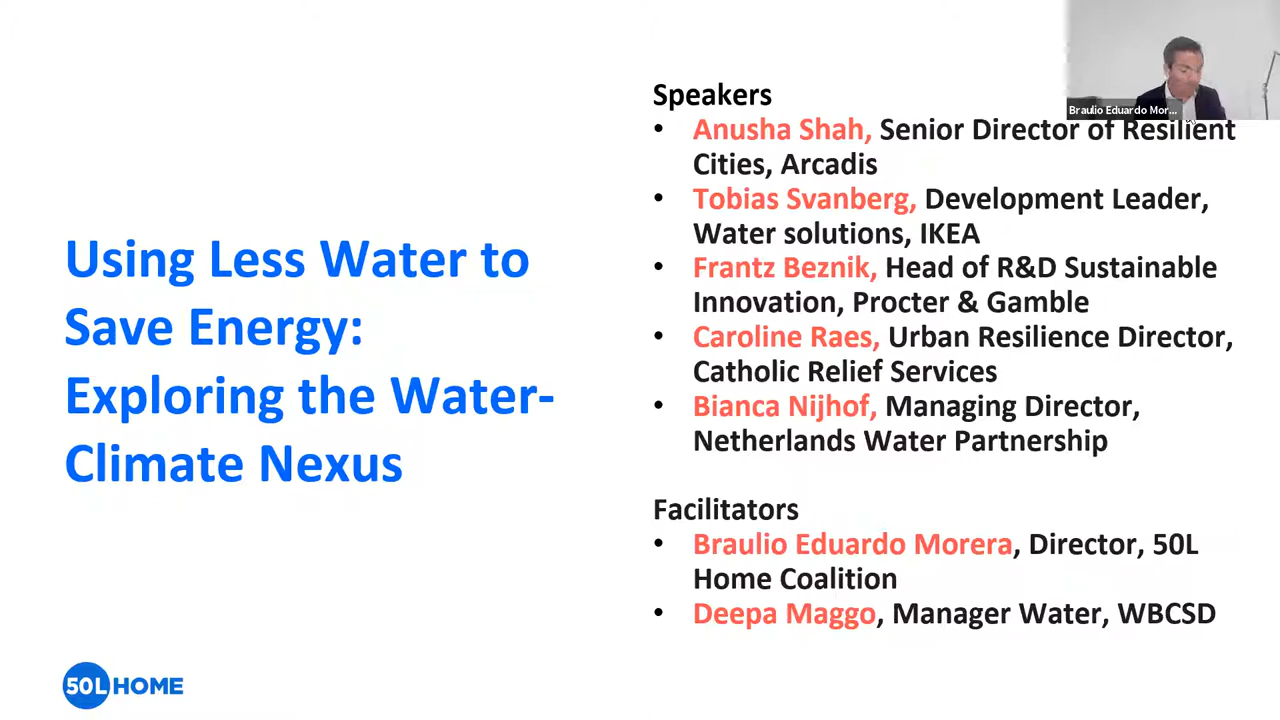 Using Less Water to
Save Energy:
Exploring the Water-
Climate Nexus
Speakers
• Anusha Shah, Senior Director of Resilient
Cities, Arcadis
• Tobias Svanberg, Development Leader,
Water solutions, IKEA
• Frantz Beznik, Head of R&D Sustainable
Innovation, Procter & Gamble
• Caroline Raes, Urban Resilience Director,
Catholic Relief Services
• Bianca Nijhof, Managing Director,
Netherlands Water Partnership
Facilitators
• Braulio Eduardo Morera, Director, 50L
Home Coalition
• Deepa Maggo, Manager Water, WBCSD
Braulio Eduardo Mor...
50L HOME